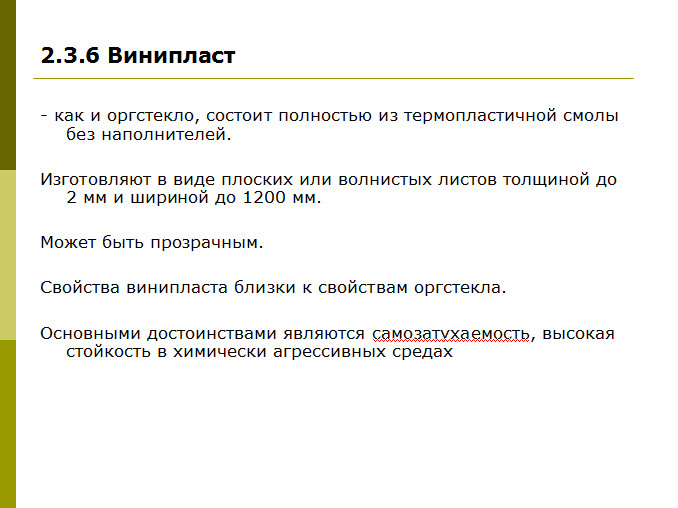 2.3.6 Винипласт
- как и оргстекло, состоит полностью из термопластичной смолы
без наполнителей.
Изготовляют в виде плоских или волнистых листов толщиной до
2 мм и шириной до 1200 мм.
Может быть прозрачным.
Свойства винипласта близки к свойствам оргстекла.
Основными достоинствами являются самозатухаемость, высокая
стойкость в химически агрессивных средах